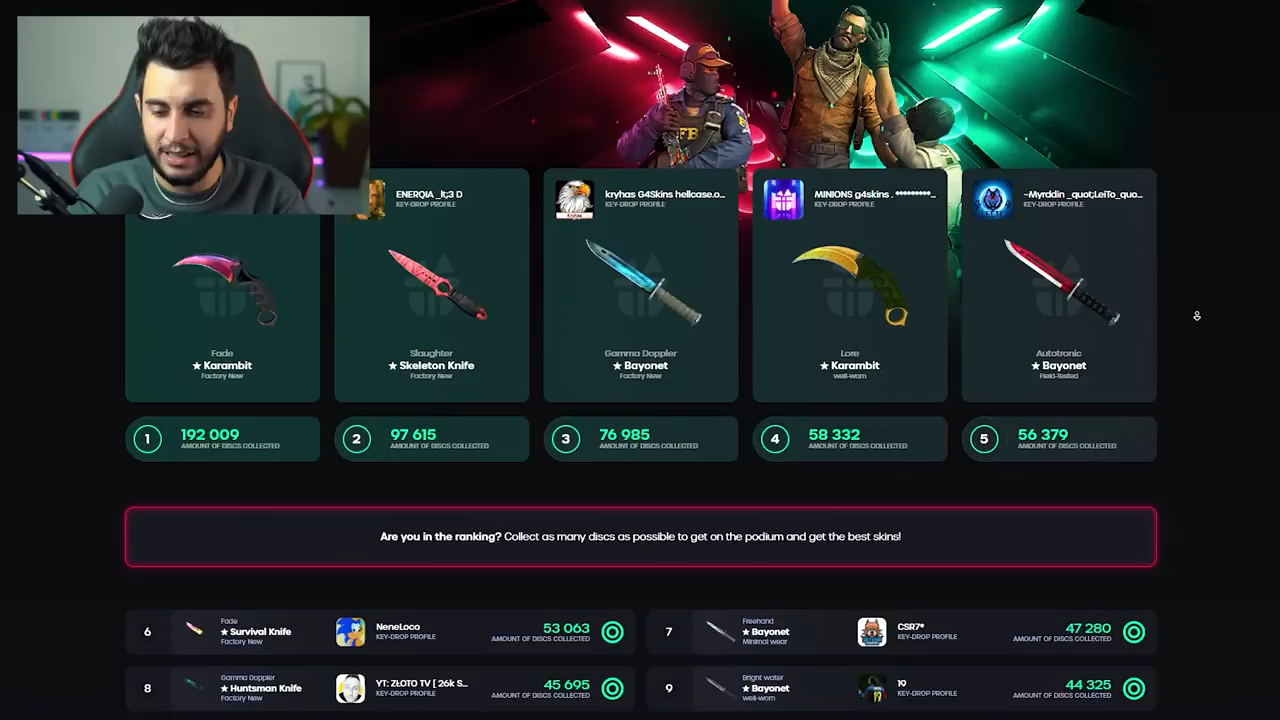 ENERQIA _lt;3 D
KEY-DROP PROFILE
kryhas G4Skins hellcase.o...
KEY-DROP PROFILE
MINIONS g4skins . *********...
KEY-DROP PROFILE
~Myrddin _quot;LeiTo_quo...
KEY-DROP PROFILE
Fade
★ Karambit
Factory New
Slaughter
★ Skeleton Knife
Factory New
Gamma Doppler
★ Bayonet
Factory New
Lore
★ Karambit
well-worn
Autotronic
★ Bayonet
Field-Tested
1
192 009
AMOUNT OF DISCS COLLECTED
2
97 615
AMOUNT OF DISCS COLLECTED
3
76 985
AMOUNT OF DISCS COLLECTED
4
58 332
AMOUNT OF DISCS COLLECTED
5
56 379
AMOUNT OF DISCS COLLECTED
Are you in the ranking? Collect as many discs as possible to get on the podium and get the best skins!
6
Fade
★ Survival Knife
Factory New
NeneLoco
KEY-DROP PROFILE
53 063
AMOUNT OF DISCS COLLECTED
7
Freehand
★ Bayonet
Minimal wear
CSR7*
KEY-DROP PROFILE
47 280
AMOUNT OF DISCS COLLECTED
8
Gamma Doppler
★ Huntsman Knife
Factory New
YT: ZŁOTO TV [ 26k S...
KEY-DROP PROFILE
45 695
AMOUNT OF DISCS COLLECTED
9
Bright water
★ Bayonet
well-worn
19
KEY-DROP PROFILE
44 325
AMOUNT OF DISCS COLLECTED